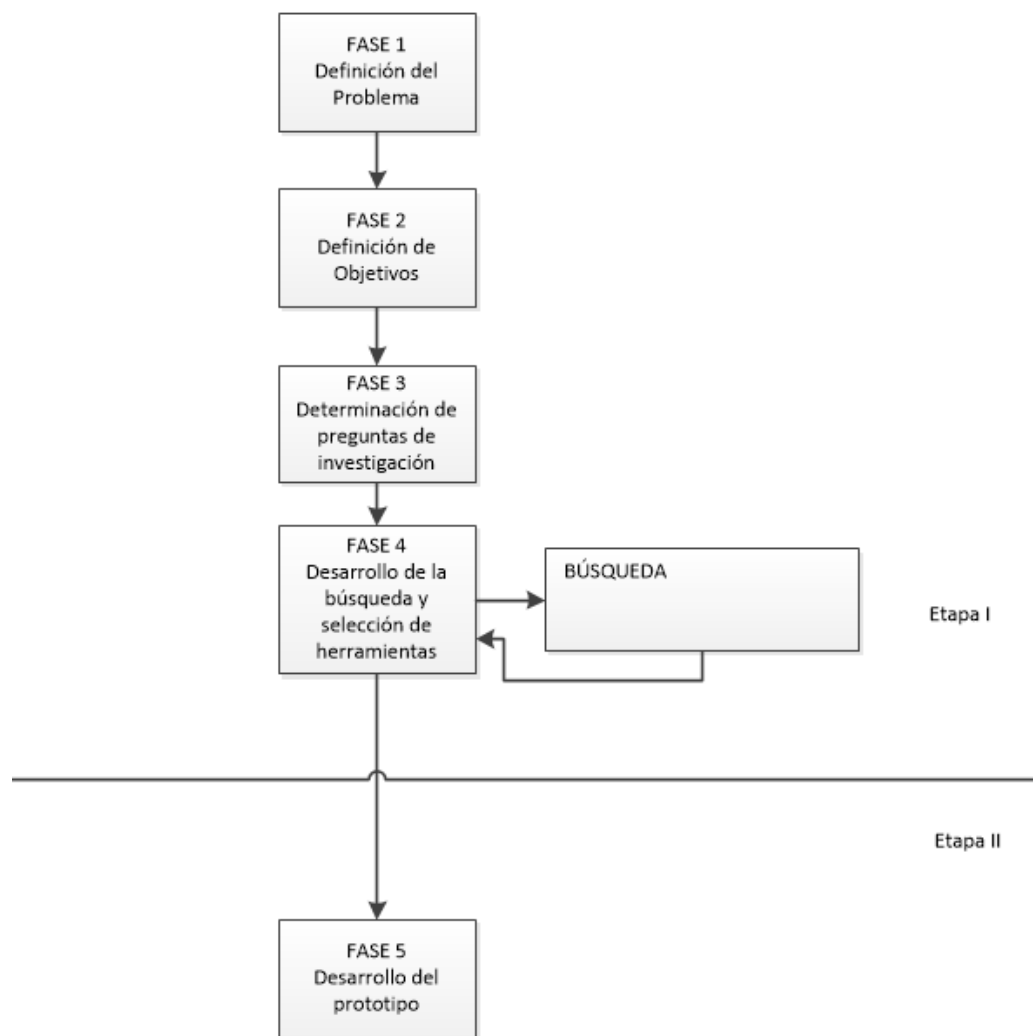 FASE 1
Definición del
Problema
FASE 2
Definición de
Objetivos
FASE 3
Determinación de
preguntas de
investigación
FASE 4
Desarrollo de la
búsqueda y
selección de
herramientas
BÚSQUEDA
Etapa I
Etapa II
FASE 5
Desarrollo del
prototipo